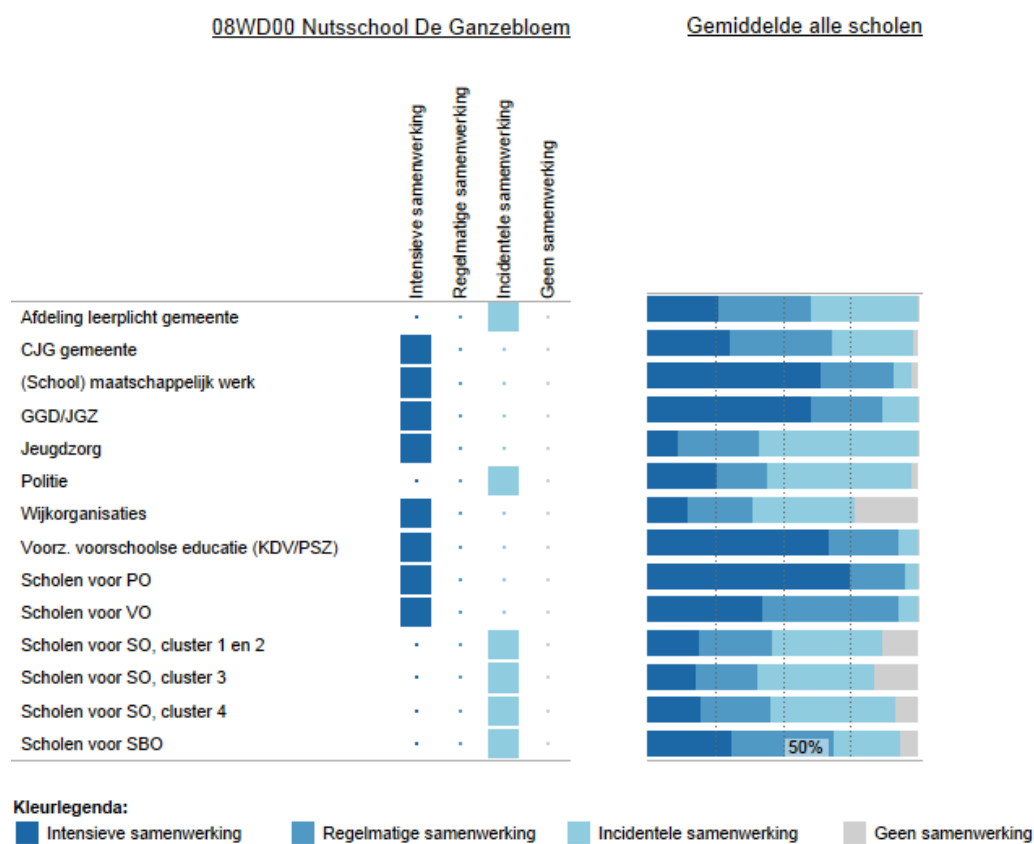 08WD00 Nutsschool De Ganzebloem
Gemiddelde alle scholen
Intensieve samenwerking
Regelmatige samenwerking
Incidentele samenwerking
Geen samenwerking
Afdeling leerplicht gemeente
CJG gemeente
(School) maatschappelijk werk
GGD/JGZ
Jeugdzorg
Politie
Wijkorganisaties
Voorz. voorschoolse educatie (KDV/PSZ)
Scholen voor PO
Scholen voor VO
Scholen voor SO, cluster 1 en 2
Scholen voor SO, cluster 3
Scholen voor SO, cluster 4
Scholen voor SBO
50%
Kleurlegenda:
Intensieve samenwerking
Regelmatige samenwerking
Incidentele samenwerking
Geen samenwerking